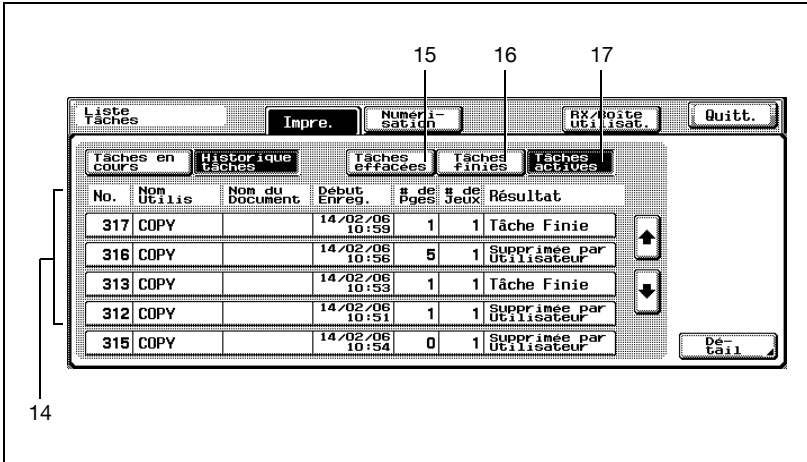 15 16 17
Liste
Tâches
Impre.
Numéri-
sation
RX/Boîte
Utilisat.
Quitt.
Tâches en
cours
Historique
tâches
Tâches
effacées
Tâches
finies
Tâches
actives
No. Nom Utilis Nom du Document Début Enreg. # de Pges # de Jeux Résultat
317 COPY 14/02/06 10:59 1 1 Tâche Finie
316 COPY 14/02/06 10:56 5 1 Supprimée par Utilisateur
313 COPY 14/02/06 10:53 1 1 Tâche Finie
312 COPY 14/02/06 10:51 1 1 Supprimée par Utilisateur
315 COPY 14/02/06 10:54 0 1 Supprimée par Utilisateur
Dé-
tail
14